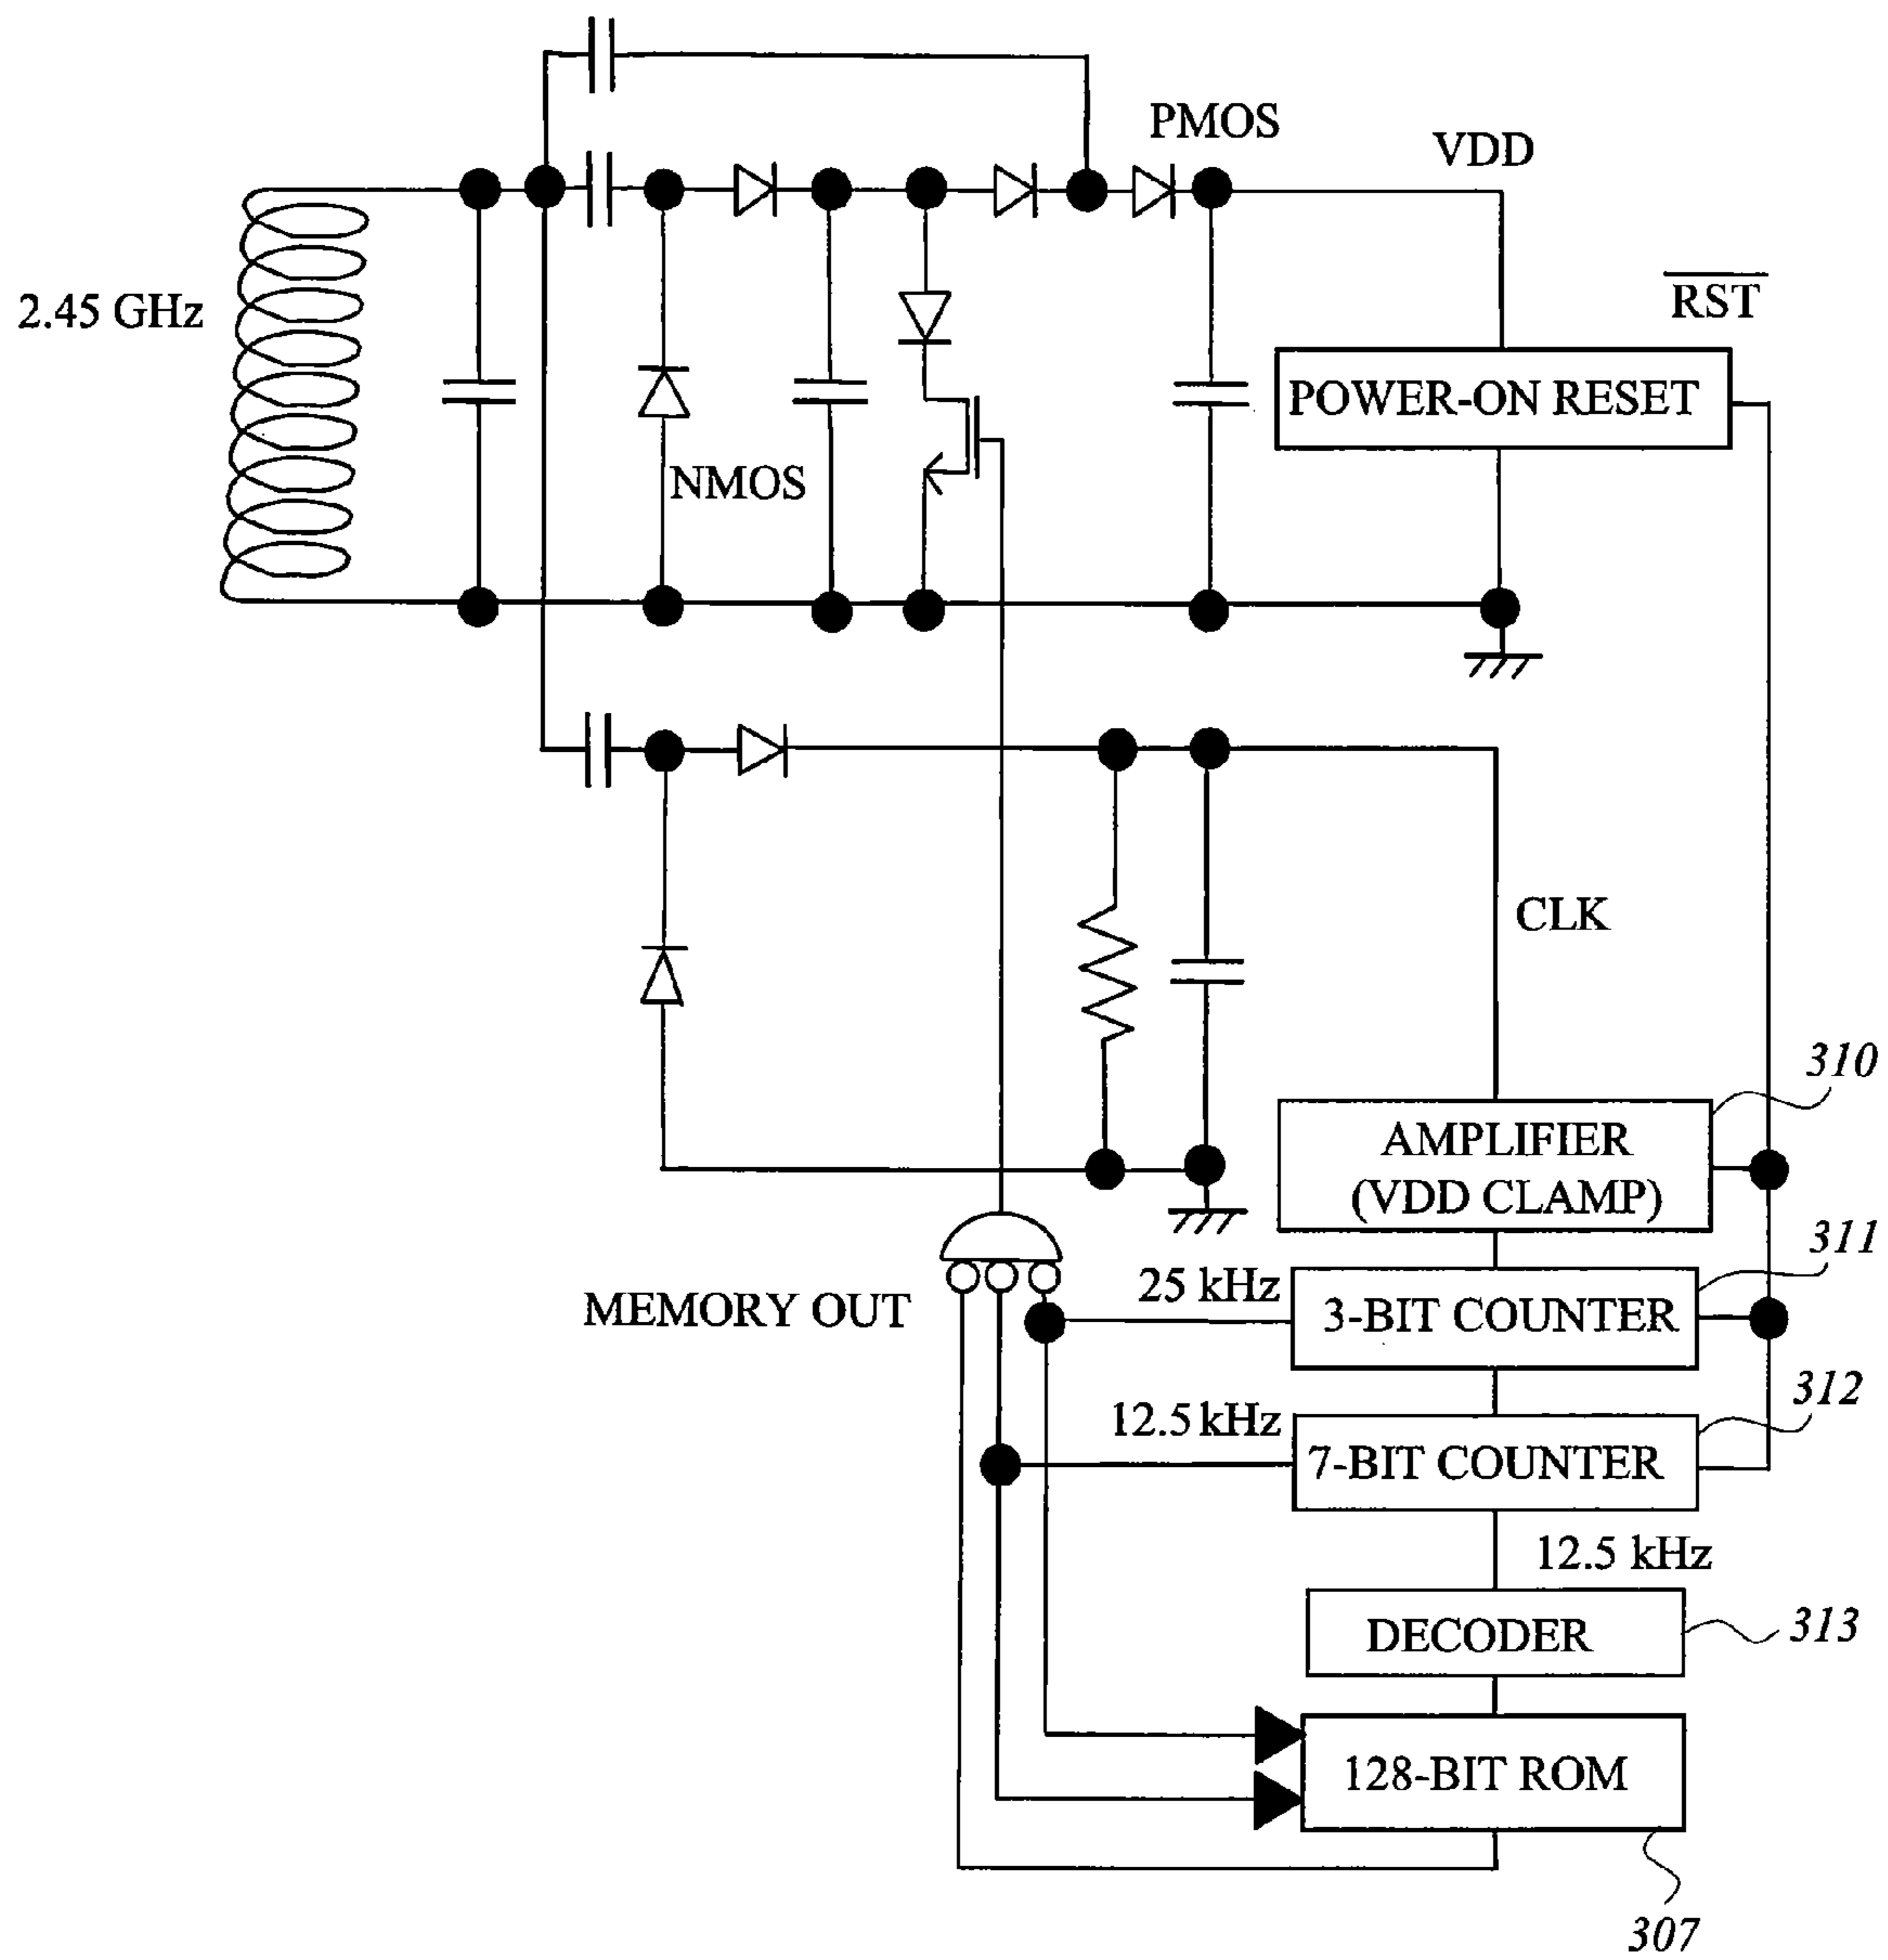 PMOS
VDD
2.45 GHz
RST
POWER-ON RESET
NMOS
CLK
310
AMPLIFIER
(VDD CLAMP)
311
25 kHz
3-BIT COUNTER
MEMORY OUT
312
12.5 kHz
7-BIT COUNTER
12.5 kHz
DECODER
313
128-BIT ROM
307